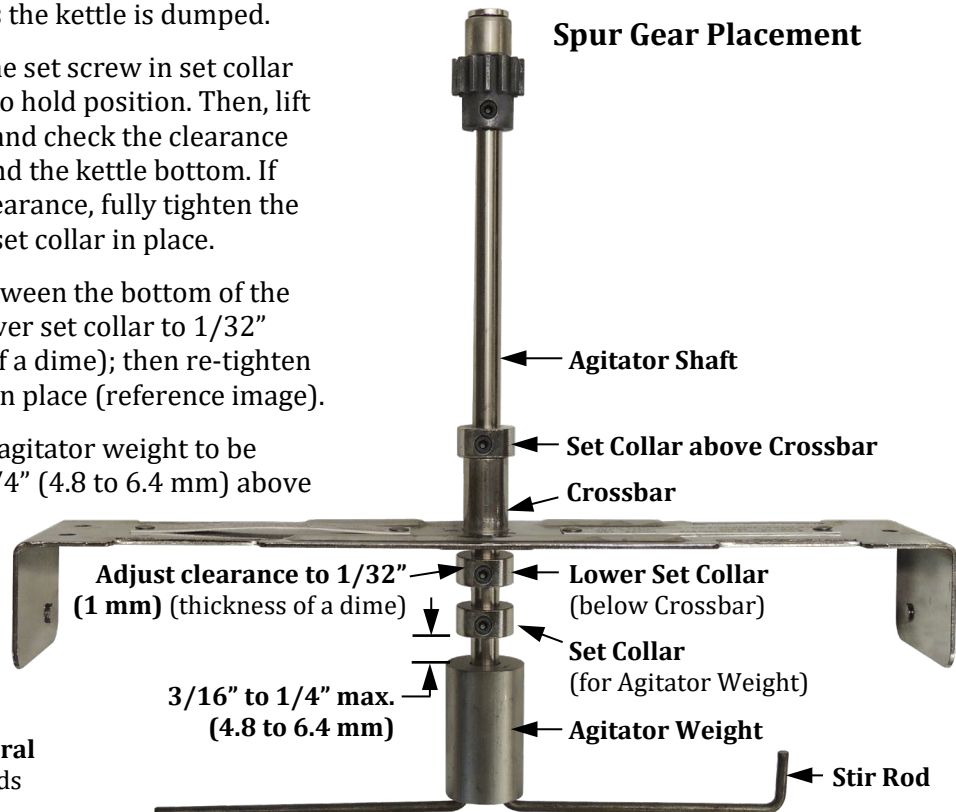 s the kettle is dumped.
Spur Gear Placement
he set screw in set collar
o hold position. Then, lift
and check the clearance
nd the kettle bottom. If
earance, fully tighten the
set collar in place.
ween the bottom of the
wer set collar to 1/32”
f a dime); then re-tighten
n place (reference image).
agitator weight to be
/4” (4.8 to 6.4 mm) above
Agitator Shaft
Set Collar above Crossbar
Crossbar
Adjust clearance to 1/32”
(1 mm) (thickness of a dime)
Lower Set Collar
(below Crossbar)
Set Collar
(for Agitator Weight)
3/16” to 1/4” max.
(4.8 to 6.4 mm)
Agitator Weight
Stir Rod
ral
ds